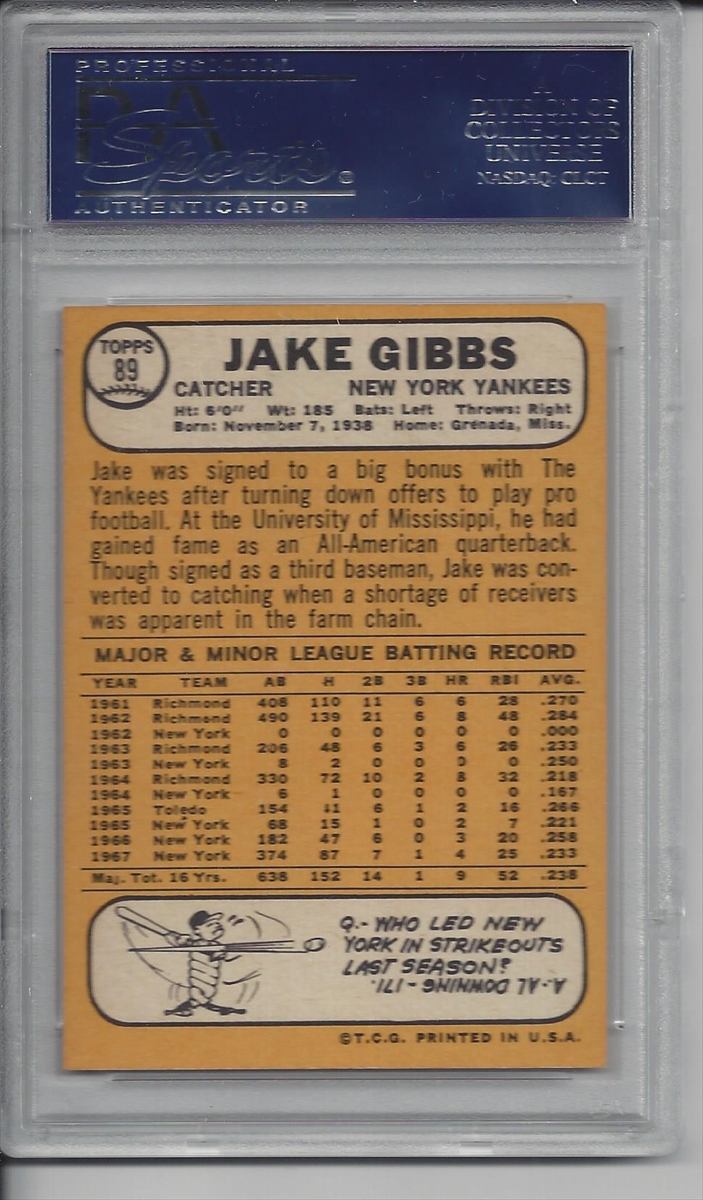 PROFESSIONAL
PSA
Sports®
AUTHENTICATOR
A
DIVISION OF
COLLECTORS
UNIVERSE
NASDAQ: CLCT
TOPPS
89
JAKE GIBBS
CATCHER NEW YORK YANKEES
Ht: 6'0" Wt: 185 Bats: Left Throws: Right
Born: November 7, 1938 Home: Grenada, Miss.
Jake was signed to a big bonus with The
Yankees after turning down offers to play pro
football. At the University of Mississippi, he had
gained fame as an All-American quarterback.
Though signed as a third baseman, Jake was con-
verted to catching when a shortage of receivers
was apparent in the farm chain.
MAJOR & MINOR LEAGUE BATTING RECORD
YEAR TEAM AB H 2B 3B HR RBI AVG.
1961 Richmond 408 110 11 6 6 28 .270
1962 Richmond 490 139 21 6 8 48 .284
1962 New York 0 0 0 0 0 0 .000
1963 Richmond 206 48 6 3 6 26 .233
1963 New York 8 2 0 0 0 0 .250
1964 Richmond 330 72 10 2 8 32 .218
1964 New York 6 1 0 0 0 0 .167
1965 Toledo 154 41 6 1 2 16 .266
1965 New York 68 15 1 0 2 7 .221
1966 New York 182 47 6 0 3 20 .258
1967 New York 374 87 7 1 4 25 .233
Maj. Tot. 16 Yrs. 638 152 14 1 9 52 .238
Q.- WHO LED NEW
YORK IN STRIKEOUTS
LAST SEASON?
A.- AL DOWNING - 171.
©T.C.G. PRINTED IN U.S.A.